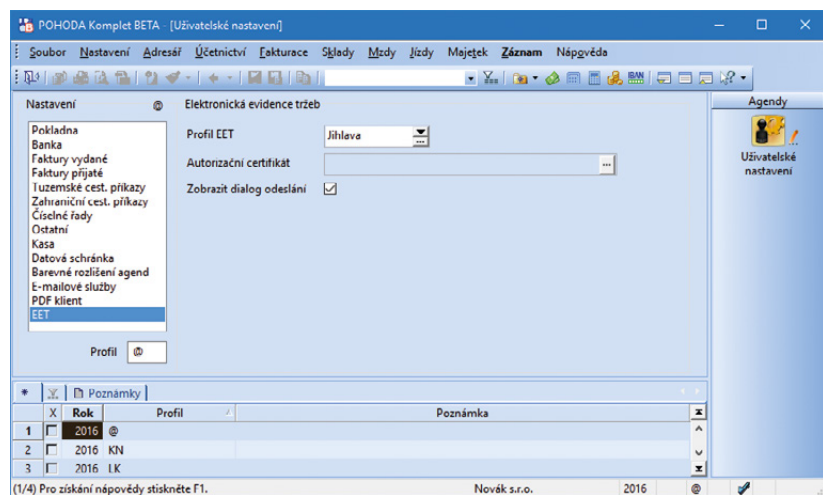 POHODA Komplet BETA - [Uživatelské nastavení]
Soubor Nastavení Adresář Účetnictví Fakturace Sklady Mzdy Jízdy Majetek Záznam Nápověda
IBAN
Nastavení @
Elektronická evidence tržeb
Agendy
Pokladna
Banka
Faktury vydané
Faktury přijaté
Tuzemské cest. příkazy
Zahraniční cest. příkazy
Číselné řady
Ostatní
Kasa
Datová schránka
Barevné rozlišení agend
E-mailové služby
PDF klient
EET
Profil @
Profil EET Jihlava
Autorizační certifikát ...
Zobrazit dialog odeslání
Uživatelské
nastavení
* Poznámky
X Rok Profil Poznámka
1 2016 @
2 2016 KN
3 2016 LK
(1/4) Pro získání nápovědy stiskněte F1. Novák s.r.o. 2016 @